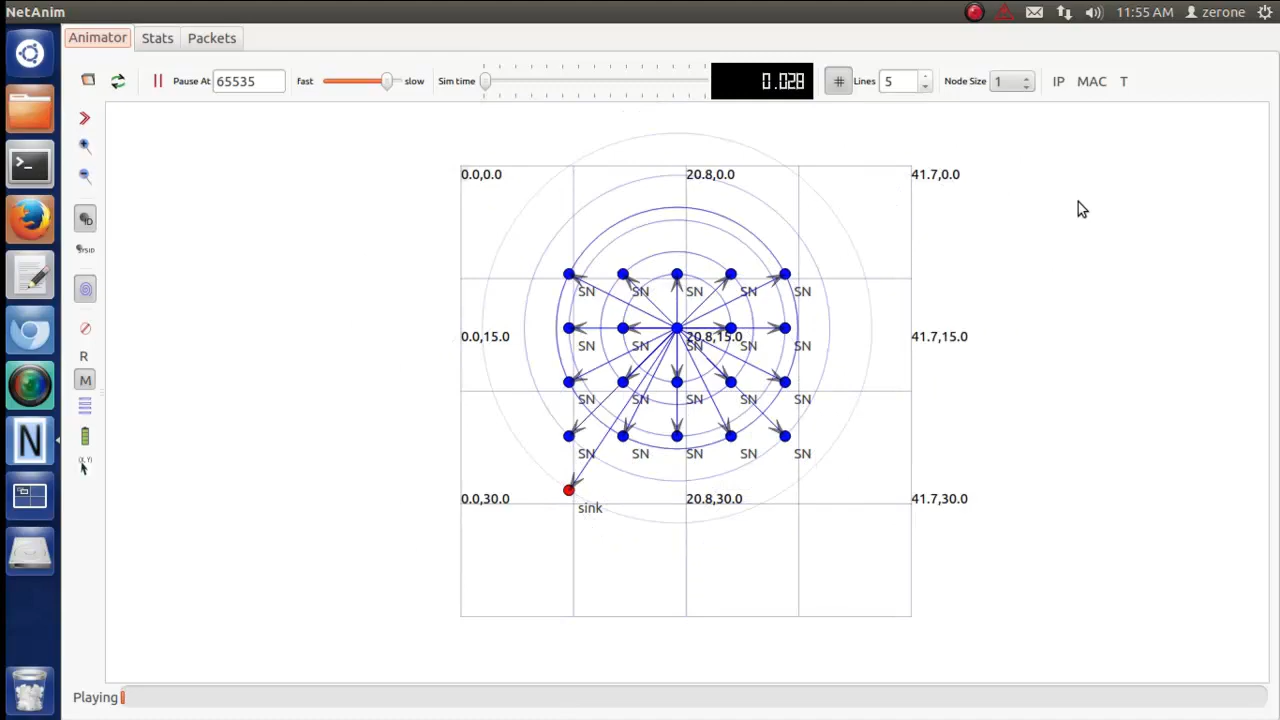 NetAnim
11:55 AM zerone
Animator Stats Packets
Pause At 65535 fast slow Sim time 0.028 Lines 5 Node Size 1 IP MAC T
0.0,0.0 20.8,0.0 41.7,0.0
ID
SYSID
SN SN SN SN SN
0.0,15.0 20.8,15.0 41.7,15.0
SN SN SN SN SN
R
M
SN SN SN SN SN
SN SN SN SN SN
(X, Y)
0.0,30.0 20.8,30.0 41.7,30.0
sink
N
Playing